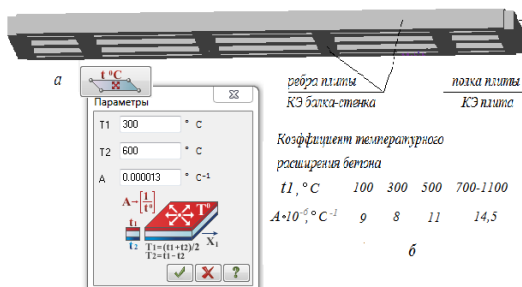 ребра плиты
КЭ балка-стенка
полка плиты
КЭ плита
а
t °C
Параметры
T1 300 ° C
T2 600 ° C
A 0.000013 ° C-1
A→[1/t°]
T°
t1
t2
X1
T1=(t1+t2)/2
T2=t1-t2
Коэффициент температурного
расширения бетона
t1,°C 100 300 500 700-1100
A*10-6,°C-1 9 8 11 14,5
б